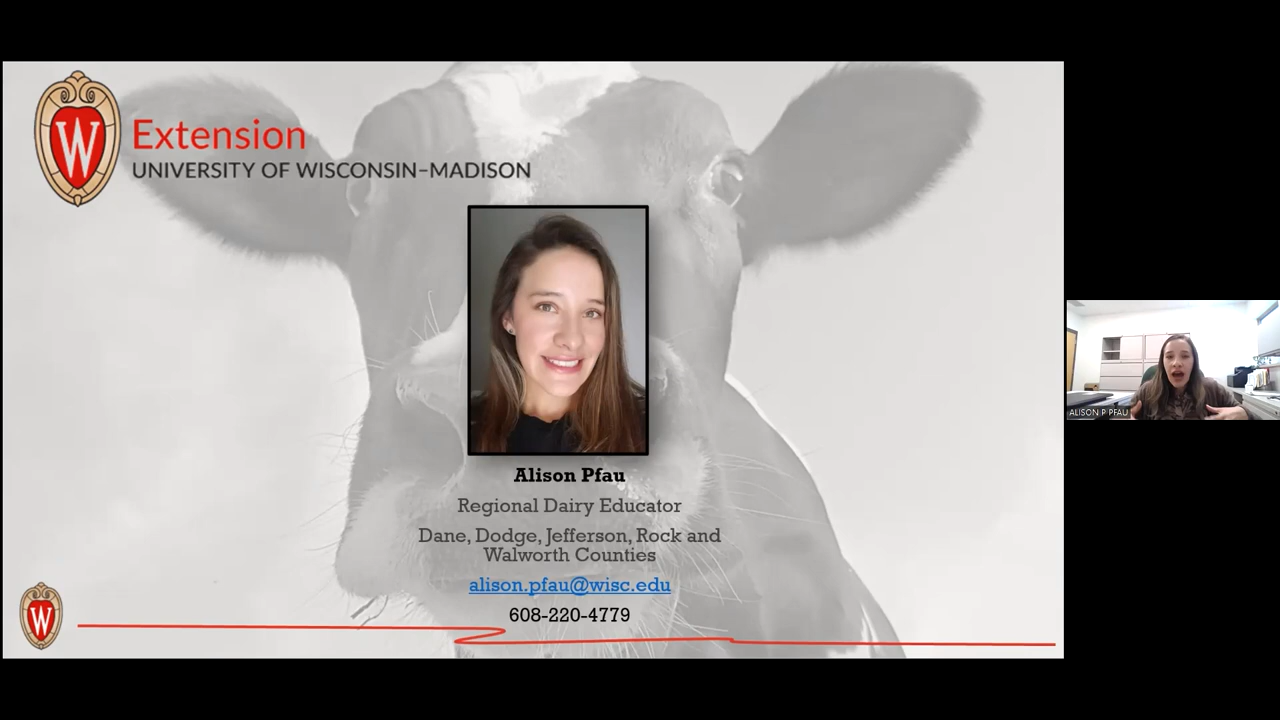 W
Extension
UNIVERSITY OF WISCONSIN–MADISON
Alison Pfau
Regional Dairy Educator
Dane, Dodge, Jefferson, Rock and
Walworth Counties
alison.pfau@wisc.edu
608-220-4779
W
ALISON P PFAU